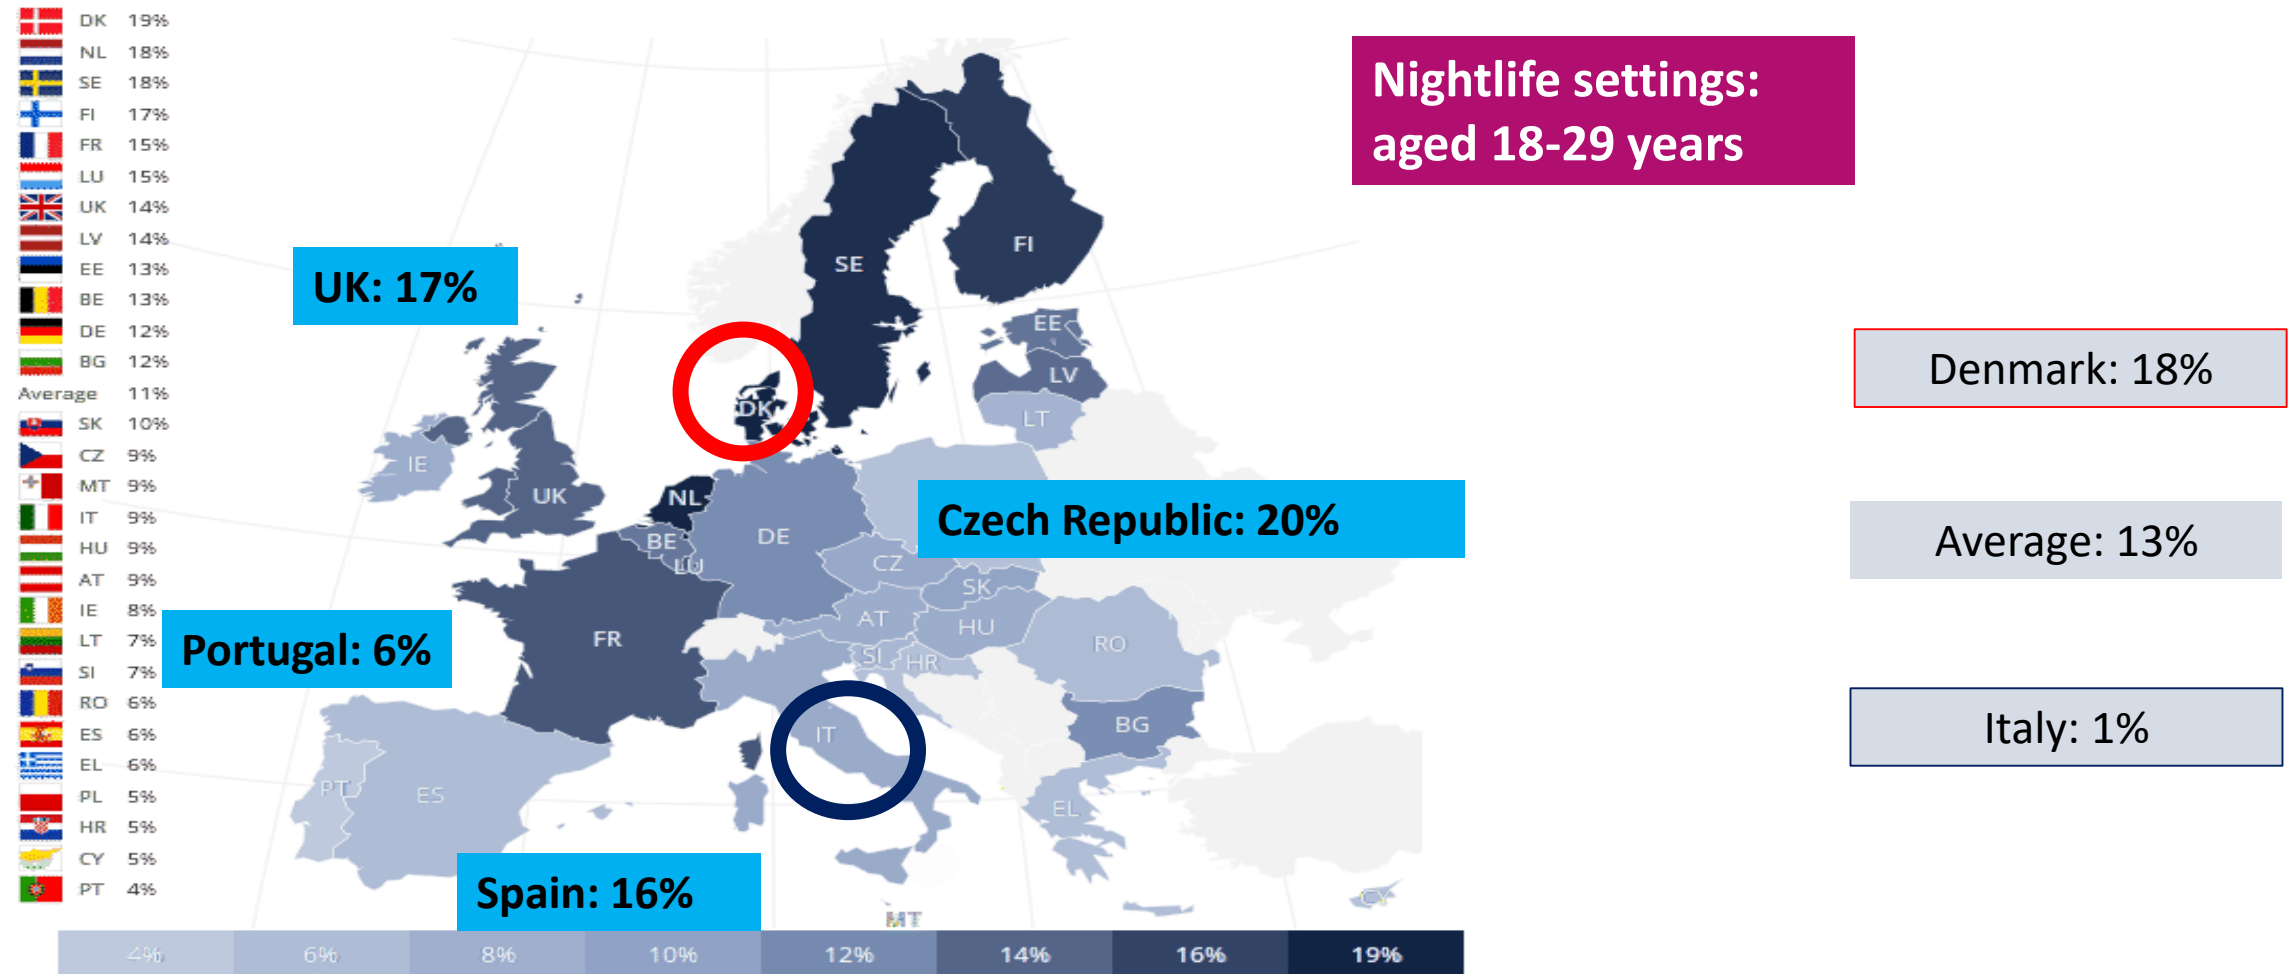 DK 19%
NL 18%
SE 18%
FI 17%
FR 15%
LU 15%
UK 14%
LV 14%
EE 13%
BE 13%
DE 12%
BG 12%
Average 11%
SK 10%
CZ 9%
MT 9%
IT 9%
HU 9%
AT 9%
IE 8%
LT 7%
SI 7%
RO 6%
ES 6%
EL 6%
PL 5%
HR 5%
CY 5%
PT 4%
Nightlife settings:
aged 18-29 years
UK: 17%
Czech Republic: 20%
Portugal: 6%
Spain: 16%
Denmark: 18%
Average: 13%
Italy: 1%
FI
SE
EE
LV
LT
DK
IE
UK
NL
BE
DE
LU
CZ
SK
AT
HU
FR
SI
HR
RO
IT
BG
PT
ES
EL
CY
MT
4% 6% 8% 10% 12% 14% 16% 19%